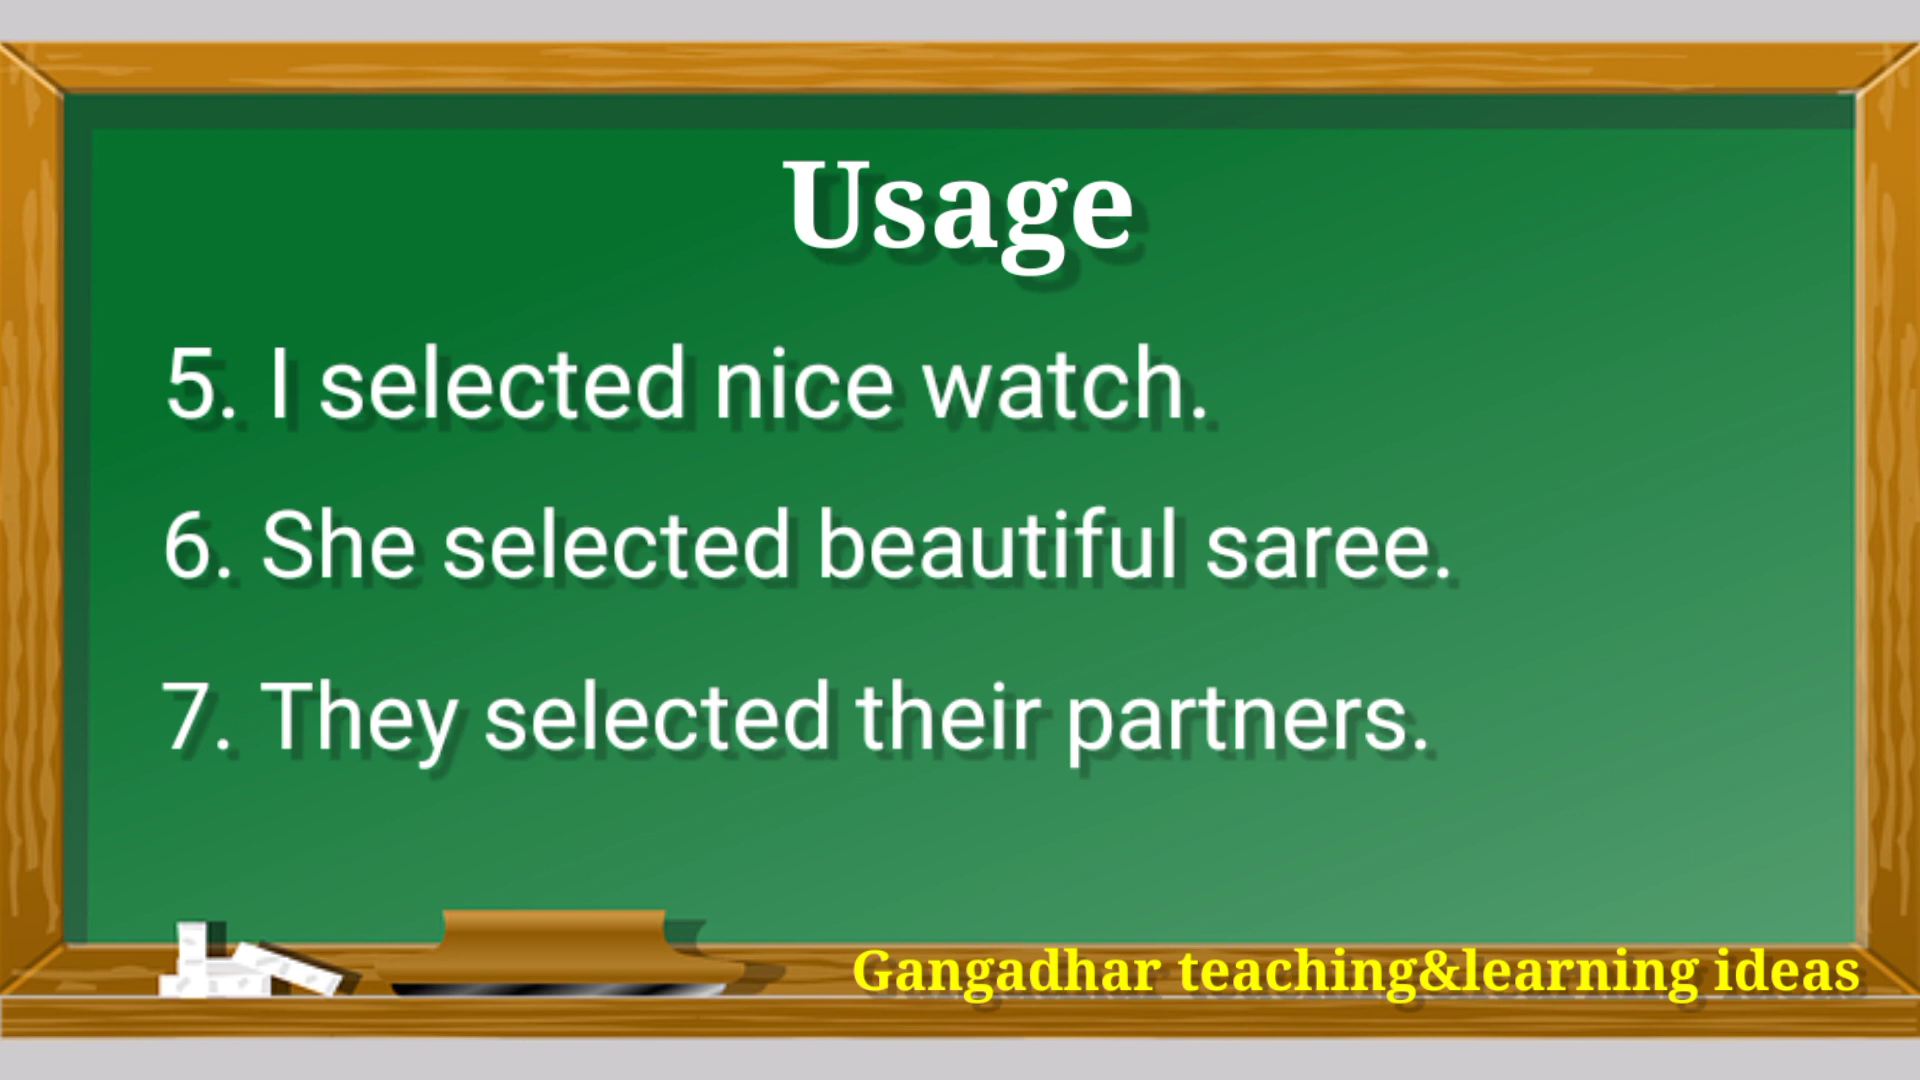 Usage
5. I selected nice watch.
6. She selected beautiful saree.
7. They selected their partners.
Gangadhar teaching&learning ideas